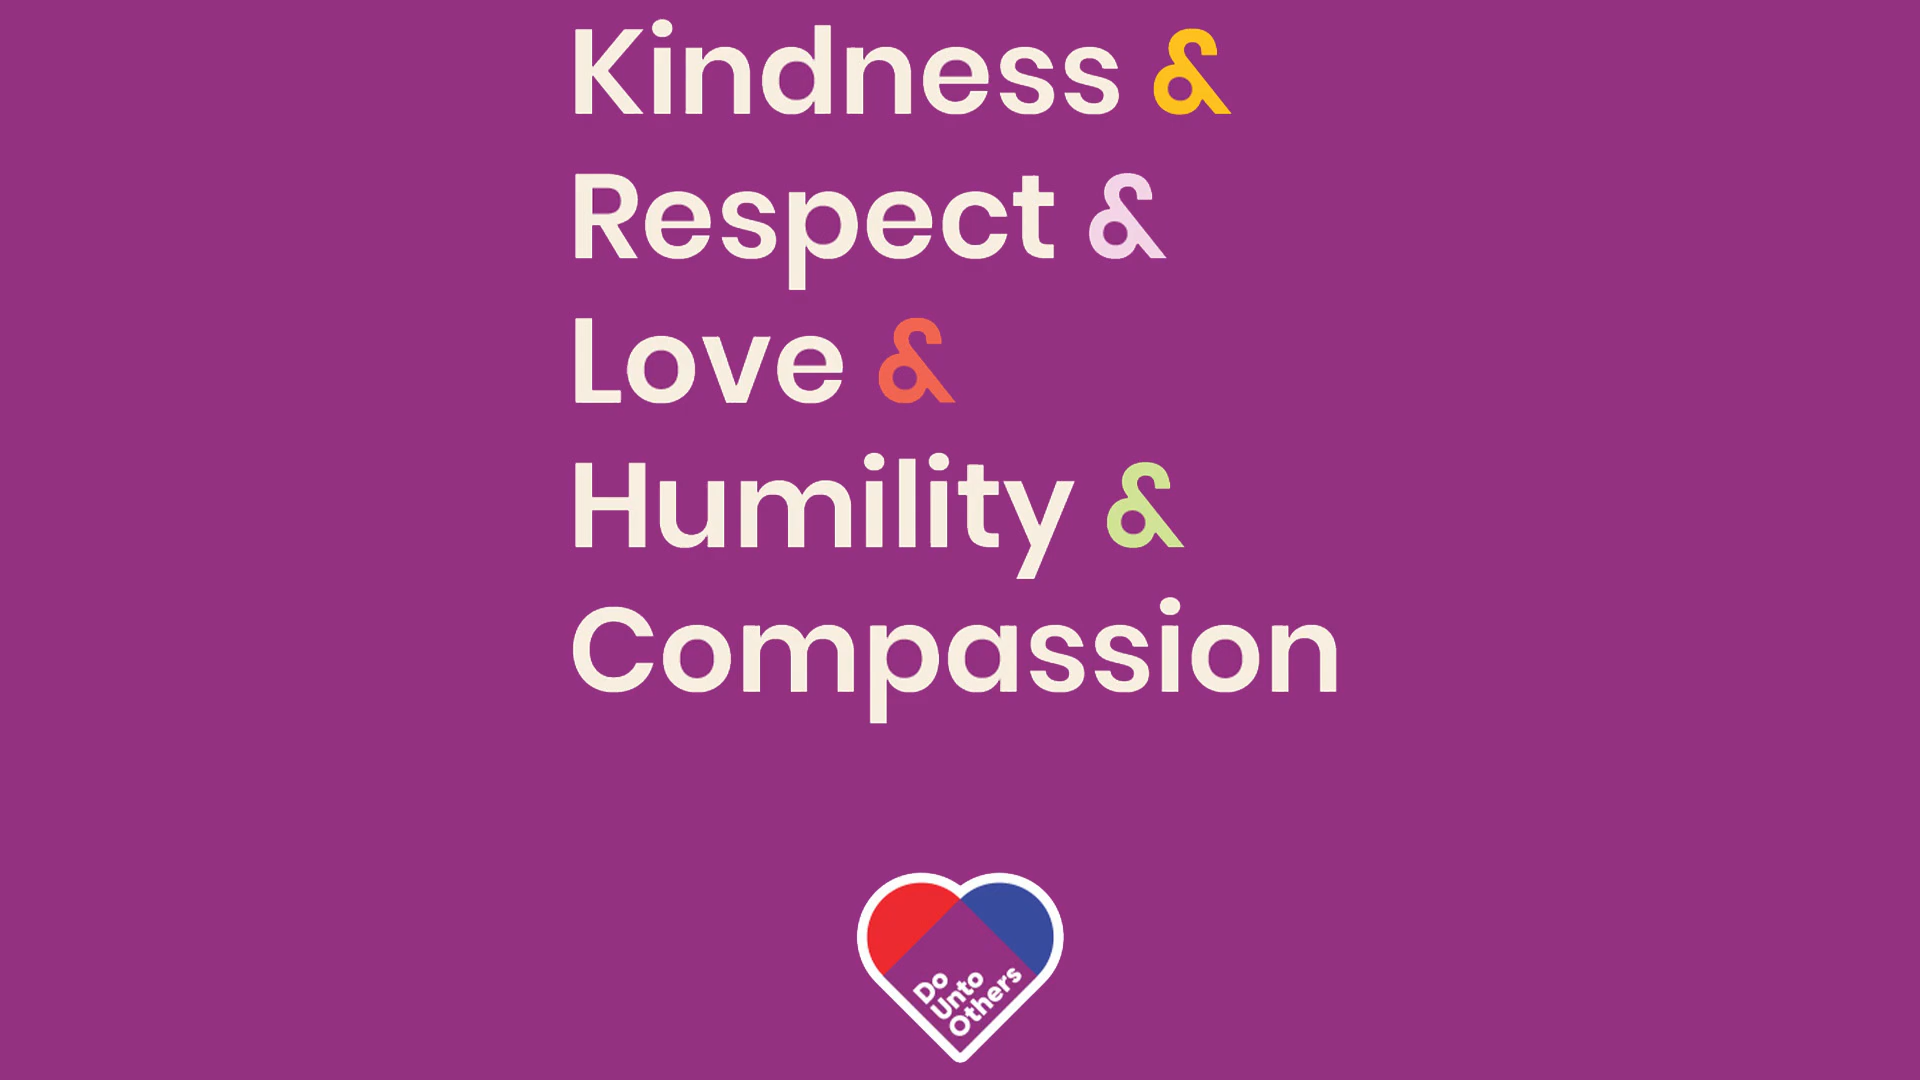 Kindness &
Respect &
Love &
Humility &
Compassion
Do
Unto
Others